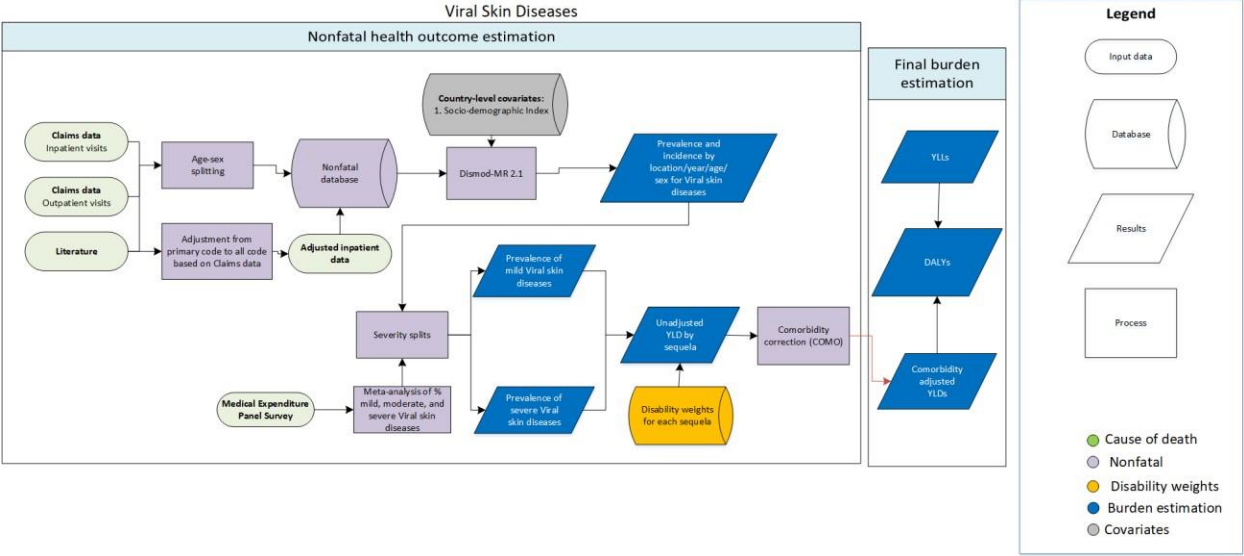 Viral Skin Diseases
Nonfatal health outcome estimation
Country-level covariates:
1. Socio-demographic Index
Claims data
Inpatient visits
Claims data
Outpatient visits
Literature
Age-sex
splitting
Adjustment from
primary code to all code
based on Claims data
Nonfatal
database
Adjusted inpatient
data
Dismod-MR 2.1
Prevalence and
incidence by
location/year/age/
sex for Viral skin
diseases
Severity splits
Medical Expenditure
Panel Survey
Meta-analysis of %
mild, moderate, and
severe Viral skin
diseases
Prevalence of
mild Viral skin
diseases
Prevalence of
severe Viral
skin diseases
Unadjusted
YLD by
sequela
Disability weights
for each sequela
Comorbidity
correction (COMO)
Final burden
estimation
YLLs
DALYs
Comorbidity
adjusted
YLDs
Legend
Input data
Database
Results
Process
Cause of death
Nonfatal
Disability weights
Burden estimation
Covariates